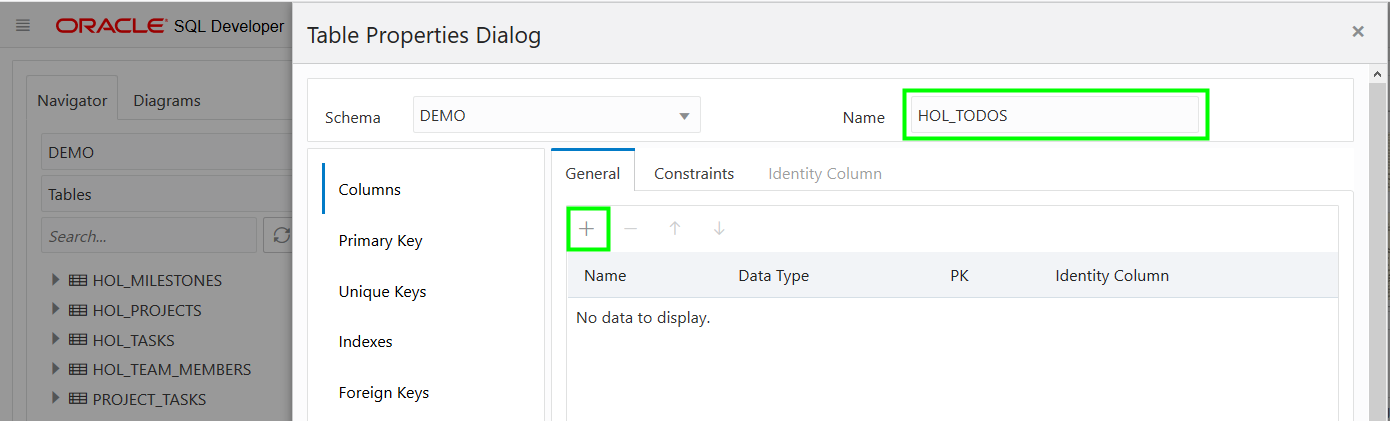 ORACLE SQL Developer
Table Properties Dialog
Navigator Diagrams
DEMO
Tables
Search...
HOL_MILESTONES
HOL_PROJECTS
HOL_TASKS
HOL_TEAM_MEMBERS
PROJECT_TASKS
Schema DEMO Name HOL_TODOS
Columns
Primary Key
Unique Keys
Indexes
Foreign Keys
General Constraints Identity Column
Name Data Type PK Identity Column
No data to display.